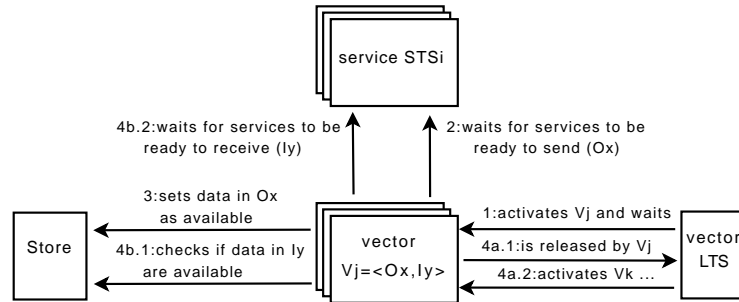 service STSi
4b.2:waits for services to be
ready to receive (Iy)
2:waits for services to be
ready to send (Ox)
3:sets data in Ox
as available
1:activates Vj and waits
Store
4b.1:checks if data in Iy
are available
vector
Vj=<Ox,Iy>
4a.1:is released by Vj
4a.2:activates Vk ...
vector
LTS